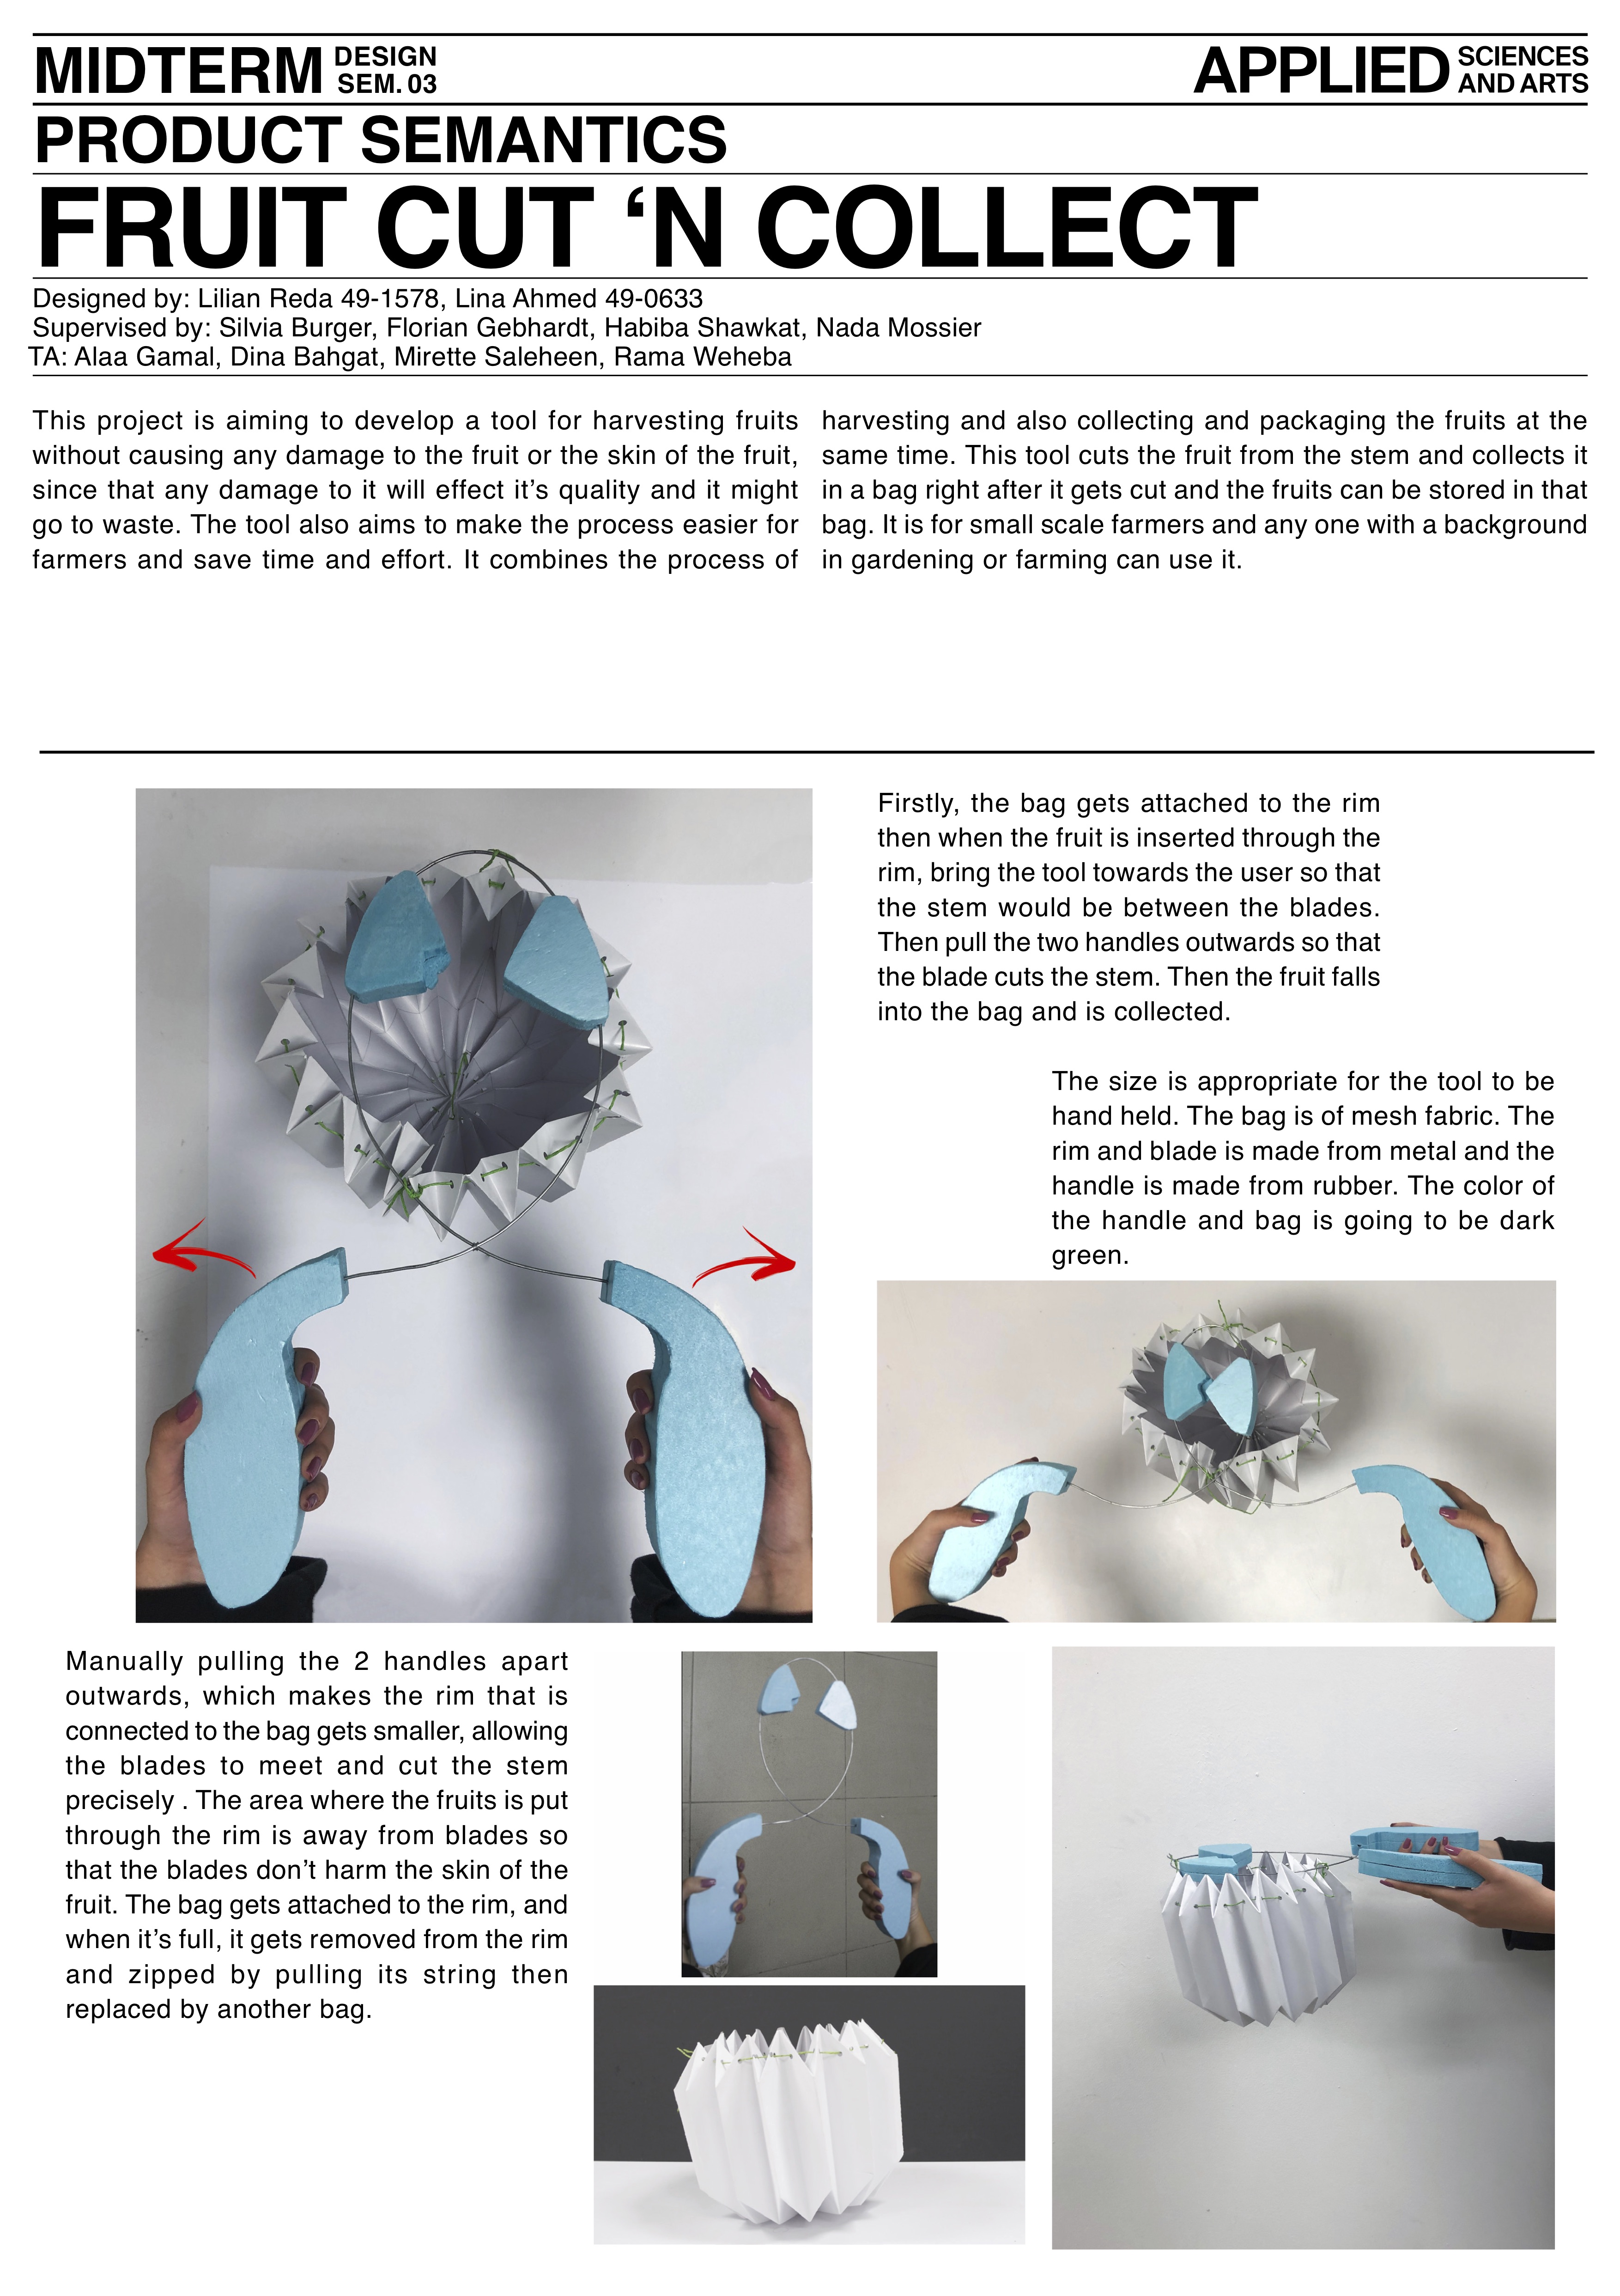 MIDTERM DESIGN
SEM. 03
APPLIED SCIENCES
AND ARTS
PRODUCT SEMANTICS
FRUIT CUT ‘N COLLECT
Designed by: Lilian Reda 49-1578, Lina Ahmed 49-0633
Supervised by: Silvia Burger, Florian Gebhardt, Habiba Shawkat, Nada Mossier
TA: Alaa Gamal, Dina Bahgat, Mirette Saleheen, Rama Weheba
This project is aiming to develop a tool for harvesting fruits
without causing any damage to the fruit or the skin of the fruit,
since that any damage to it will effect it’s quality and it might
go to waste. The tool also aims to make the process easier for
farmers and save time and effort. It combines the process of
harvesting and also collecting and packaging the fruits at the
same time. This tool cuts the fruit from the stem and collects it
in a bag right after it gets cut and the fruits can be stored in that
bag. It is for small scale farmers and any one with a background
in gardening or farming can use it.
Firstly, the bag gets attached to the rim
then when the fruit is inserted through the
rim, bring the tool towards the user so that
the stem would be between the blades.
Then pull the two handles outwards so that
the blade cuts the stem. Then the fruit falls
into the bag and is collected.
The size is appropriate for the tool to be
hand held. The bag is of mesh fabric. The
rim and blade is made from metal and the
handle is made from rubber. The color of
the handle and bag is going to be dark
green.
Manually pulling the 2 handles apart
outwards, which makes the rim that is
connected to the bag gets smaller, allowing
the blades to meet and cut the stem
precisely . The area where the fruits is put
through the rim is away from blades so
that the blades don’t harm the skin of the
fruit. The bag gets attached to the rim, and
when it’s full, it gets removed from the rim
and zipped by pulling its string then
replaced by another bag.